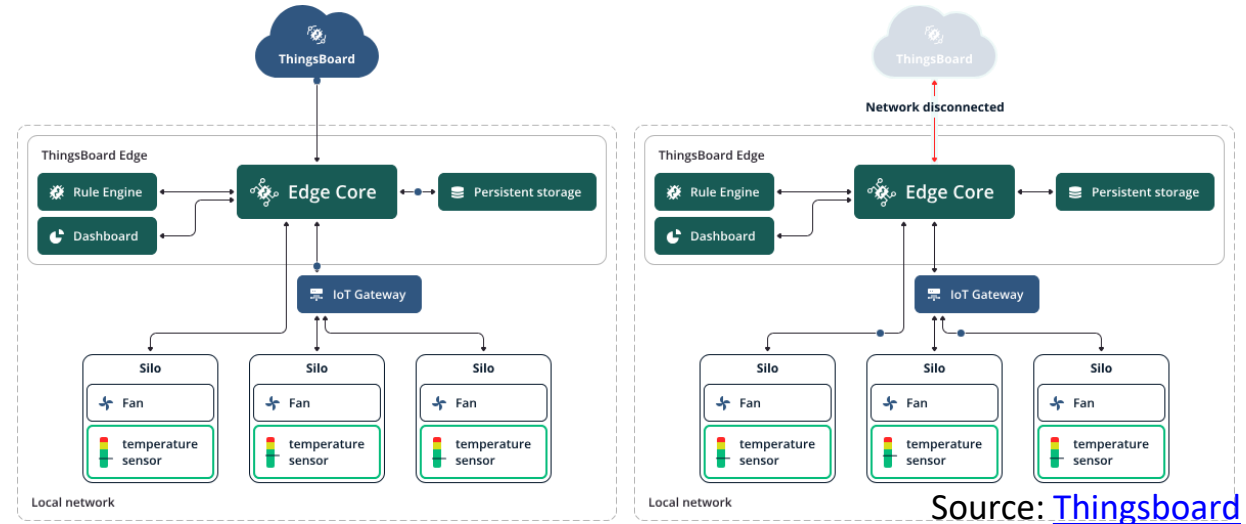 ThingsBoard
ThingsBoard Edge
Rule Engine
Edge Core
Persistent storage
Dashboard
IoT Gateway
Silo
Fan
temperature
sensor
Silo
Fan
temperature
sensor
Silo
Fan
temperature
sensor
Local network
ThingsBoard
Network disconnected
ThingsBoard Edge
Rule Engine
Edge Core
Persistent storage
Dashboard
IoT Gateway
Silo
Fan
temperature
sensor
Silo
Fan
temperature
sensor
Silo
Fan
temperature
sensor
Local network
Source: Thingsboard